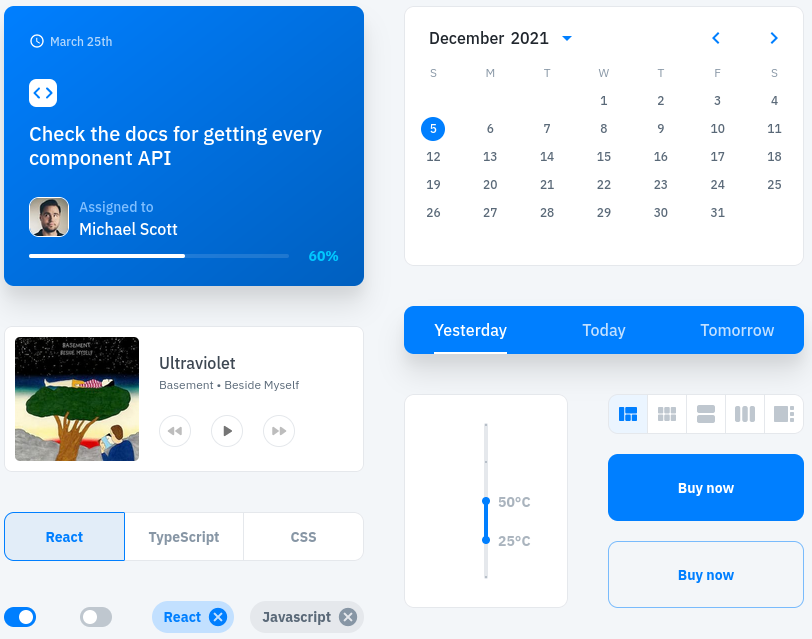 March 25th
Check the docs for getting every
component API
Assigned to
Michael Scott
60%
December 2021
S M T W T F S
1 2 3 4
5 6 7 8 9 10 11
12 13 14 15 16 17 18
19 20 21 22 23 24 25
26 27 28 29 30 31
Yesterday Today Tomorrow
BASEMENT
BESIDE MYSELF
Ultraviolet
Basement • Beside Myself
50°C
25°C
Buy now
Buy now
React TypeScript CSS
React Javascript